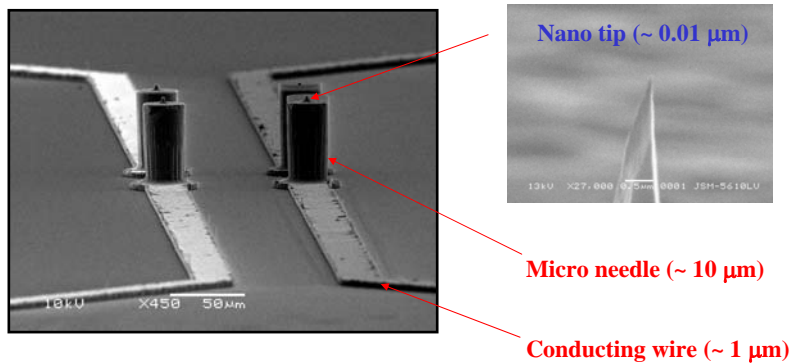 Nano tip (~ 0.01 μm)
13kV X27,000 0.5μm 0001 JSM-5610LV
Micro needle (~ 10 μm)
10kV X450 50μm
Conducting wire (~ 1 μm)